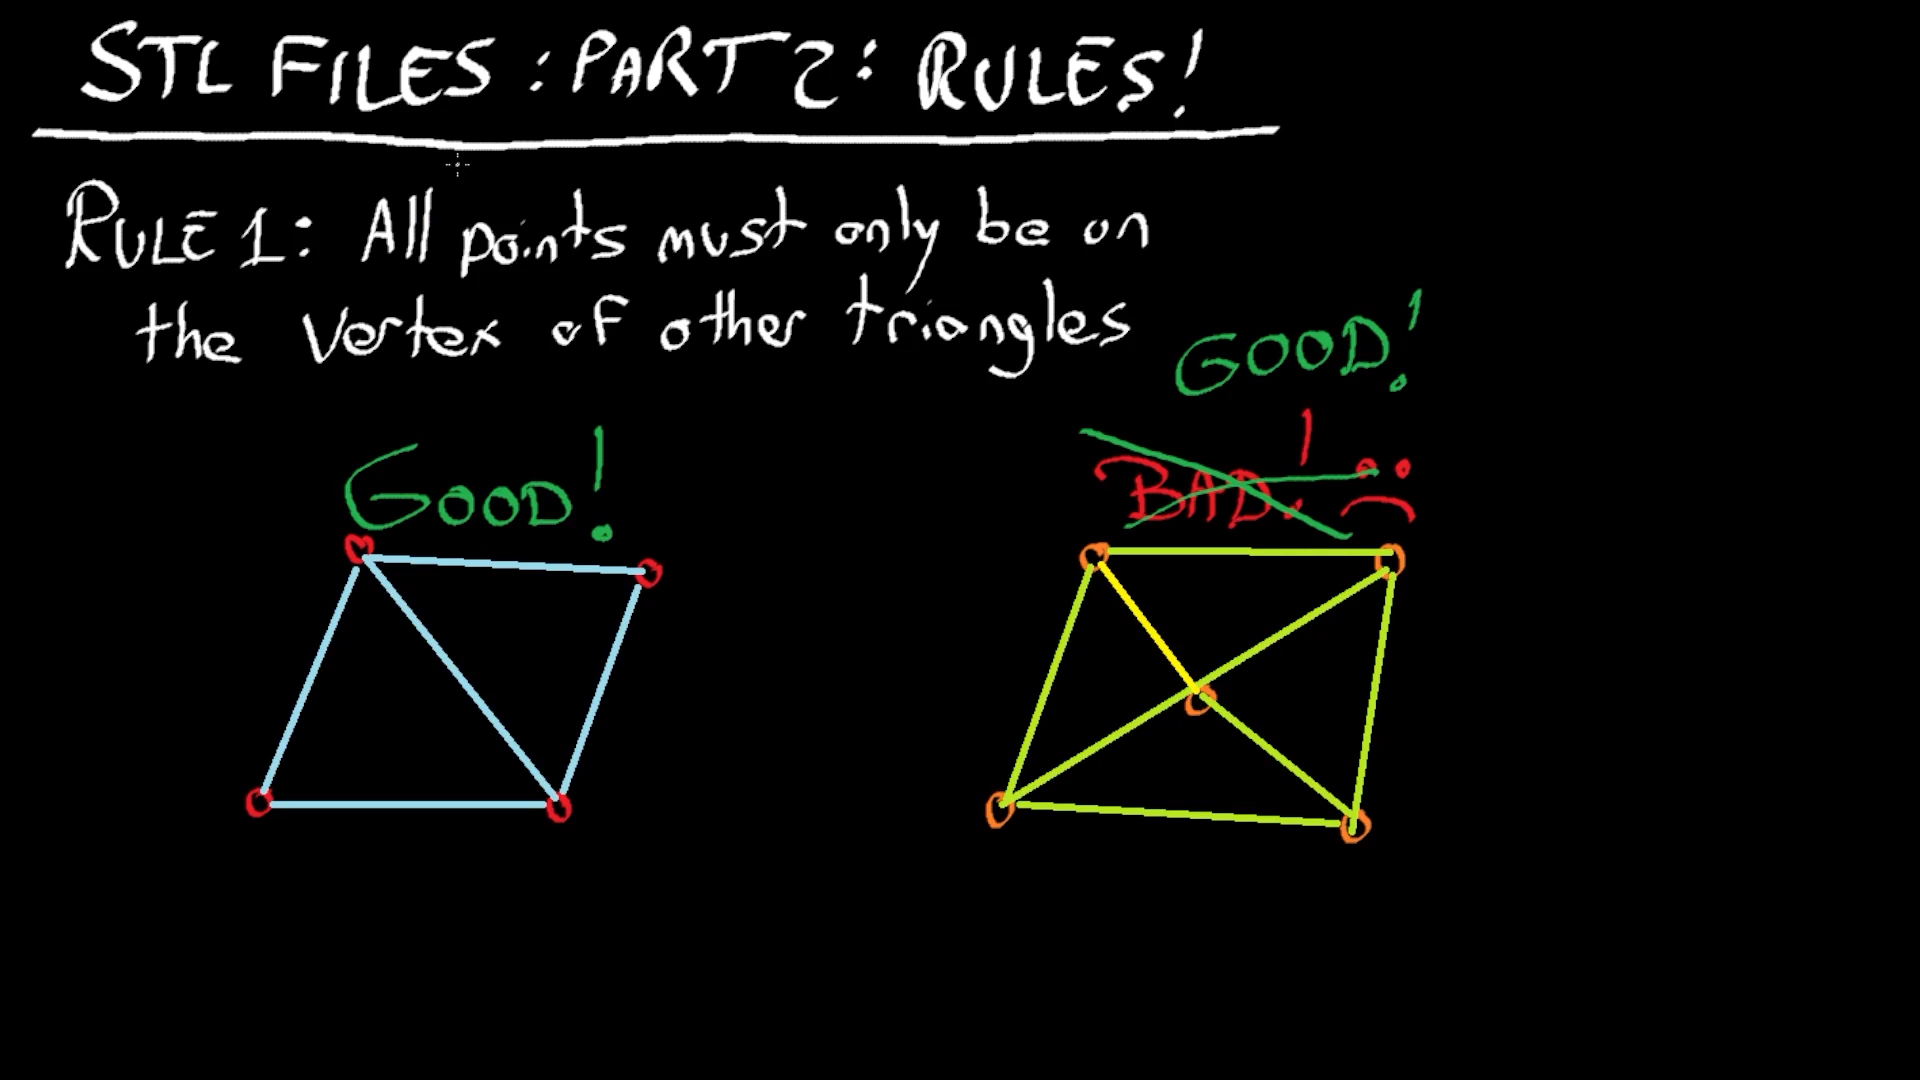 STL FILES: PART 2: RULES!
RULE 1: All points must only be on
the vertex of other triangles
GOOD!
GOOD!
BAD!